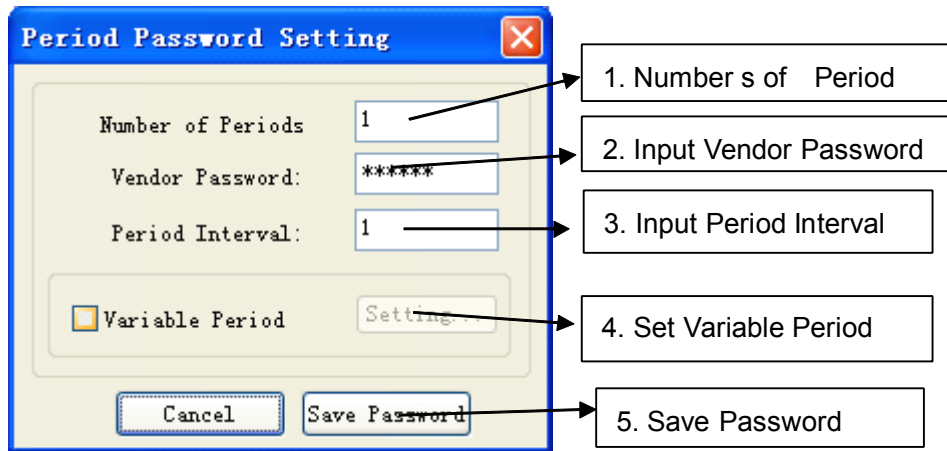 Period Password Setting
1. Number s of Period
Number of Periods 1
2. Input Vendor Password
Vendor Password: ******
3. Input Period Interval
Period Interval: 1
Variable Period Setting...
4. Set Variable Period
Cancel Save Password
5. Save Password